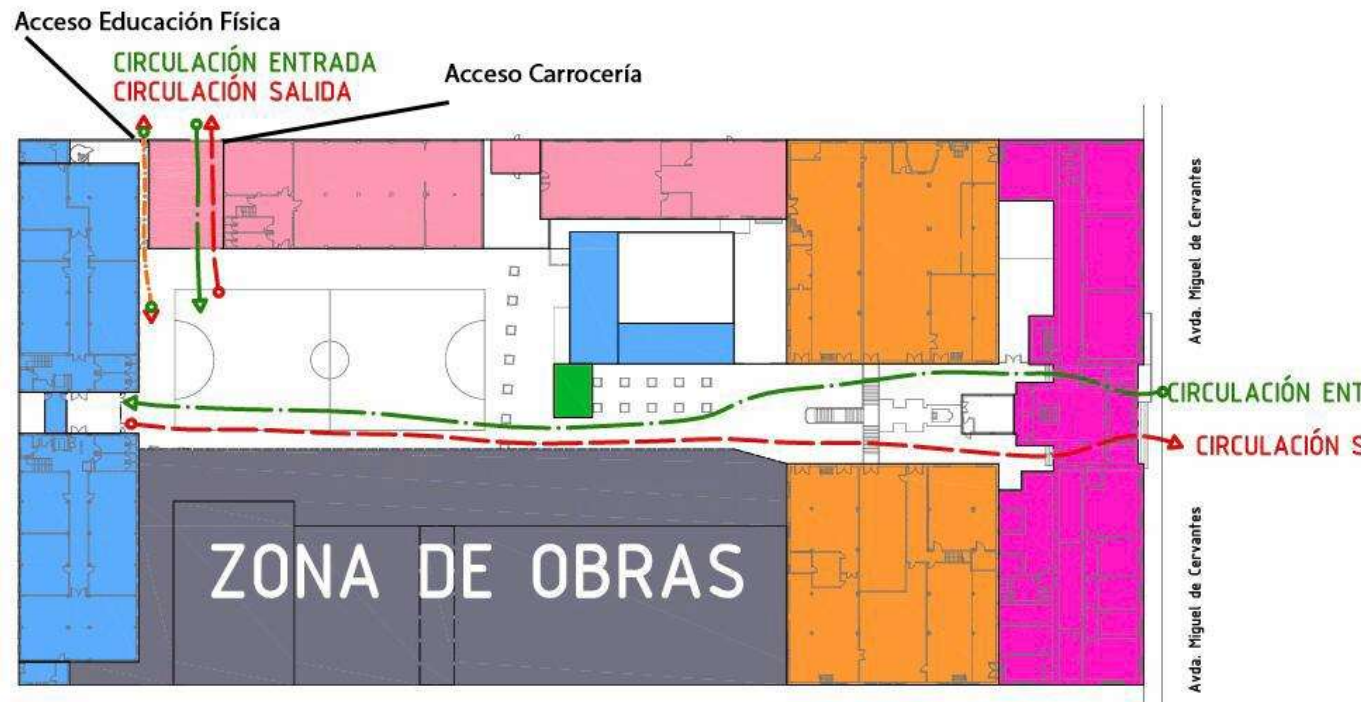 Acceso Educación Física
CIRCULACIÓN ENTRADA
CIRCULACIÓN SALIDA
Acceso Carrocería
Avda. Miguel de Cervantes
CIRCULACIÓN ENT
CIRCULACIÓN S
ZONA DE OBRAS
Avda. Miguel de Cervantes